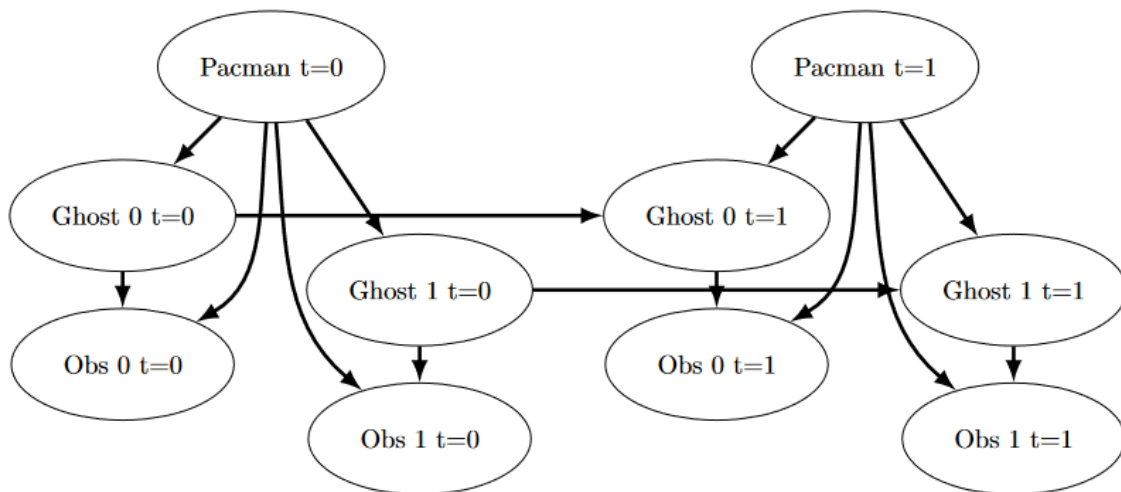 Pacman t=0
Pacman t=1
Ghost 0 t=0
Ghost 0 t=1
Ghost 1 t=0
Ghost 1 t=1
Obs 0 t=0
Obs 0 t=1
Obs 1 t=0
Obs 1 t=1